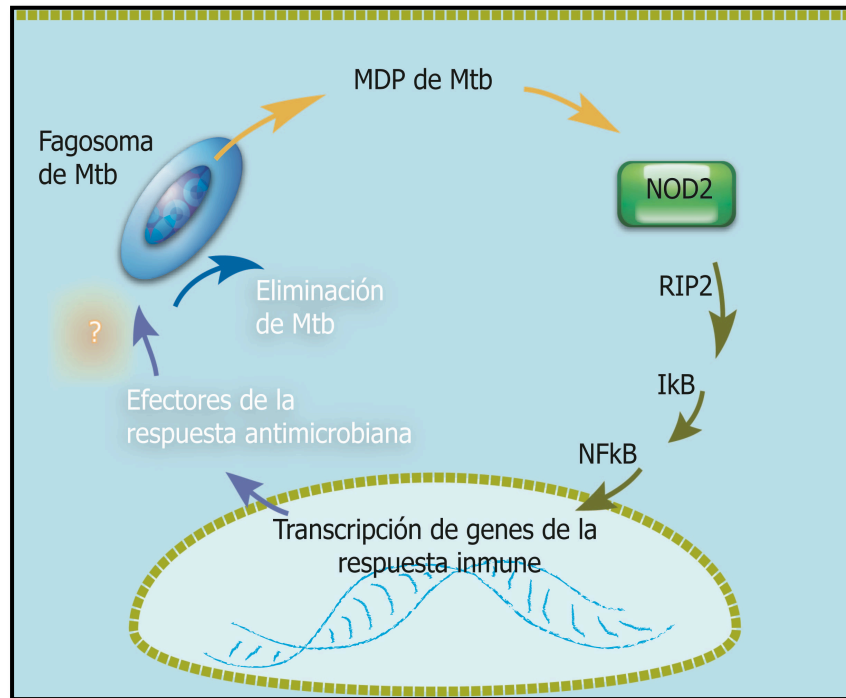 MDP de Mtb
Fagosoma
de Mtb
NOD2
RIP2
Eliminación
de Mtb
?
IkB
Efectores de la
respuesta antimicrobiana
NFkB
Transcripción de genes de la
respuesta inmune